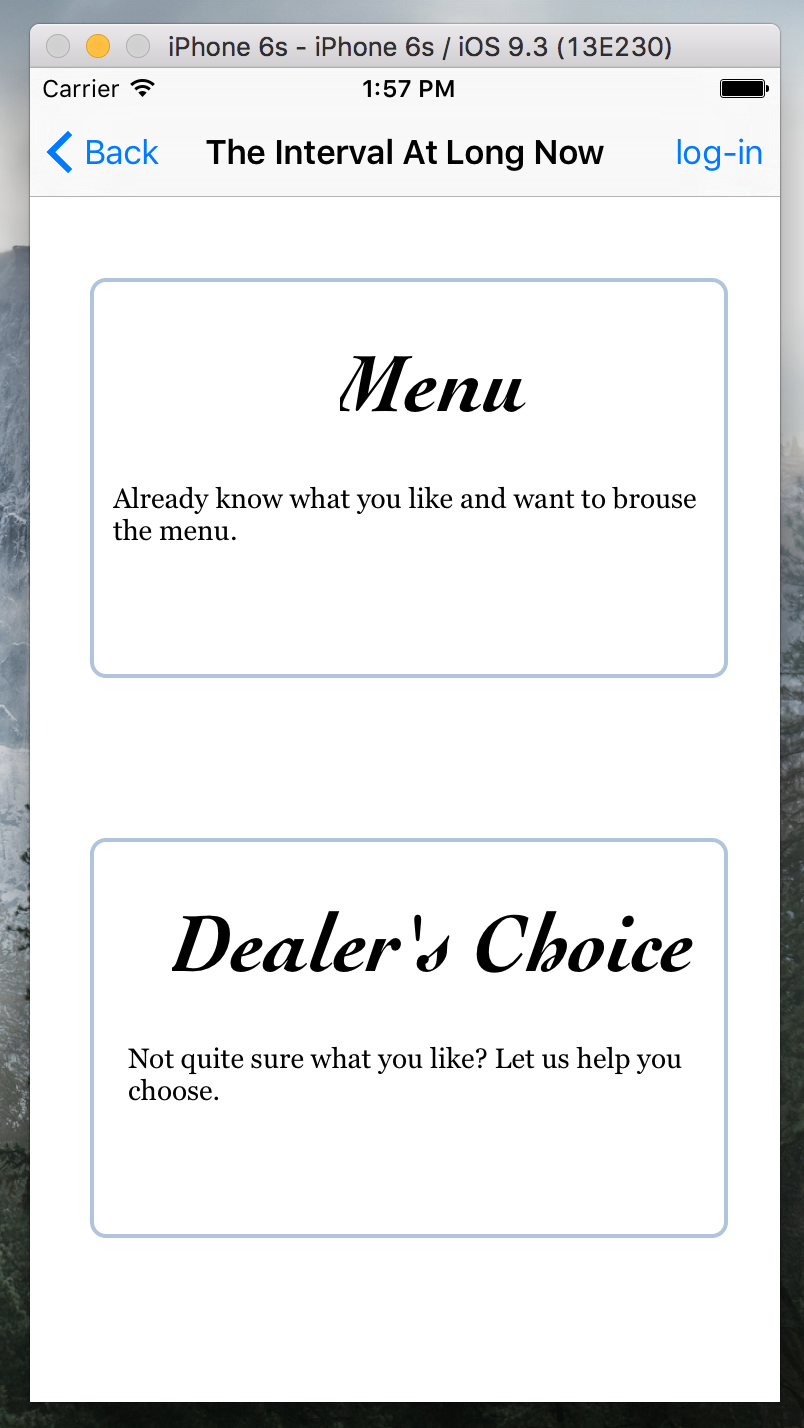 iPhone 6s - iPhone 6s / iOS 9.3 (13E230)
Carrier 1:57 PM
Back The Interval At Long Now log-in
Menu
Already know what you like and want to brouse
the menu.
Dealer's Choice
Not quite sure what you like? Let us help you
choose.